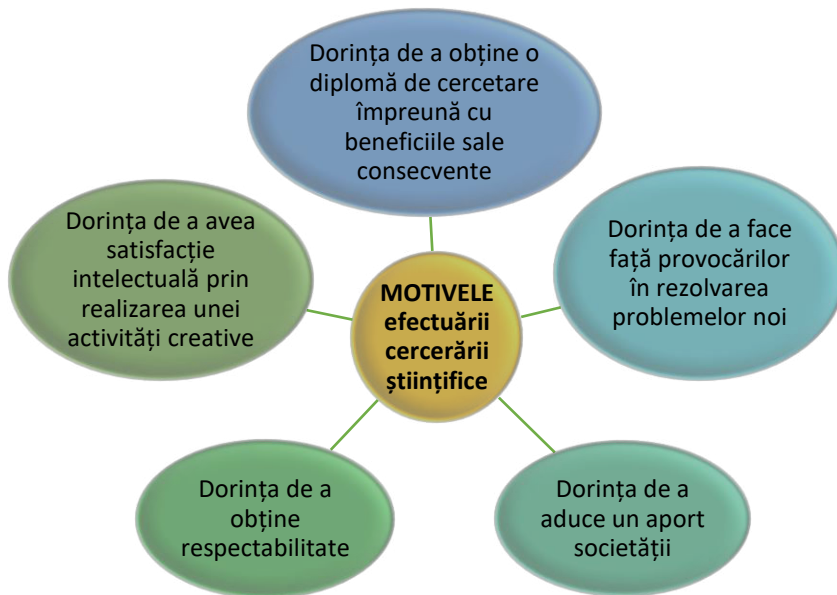 Dorința de a obține o
diplomă de cercetare
împreună cu
beneficiile sale
consecvente
Dorința de a avea
satisfacție
intelectuală prin
realizarea unei
activități creative
Dorința de a face
față provocărilor
în rezolvarea
problemelor noi
MOTIVELE
efectuării
cercerării
științifice
Dorința de a
obține
respectabilitate
Dorința de a
aduce un aport
societății